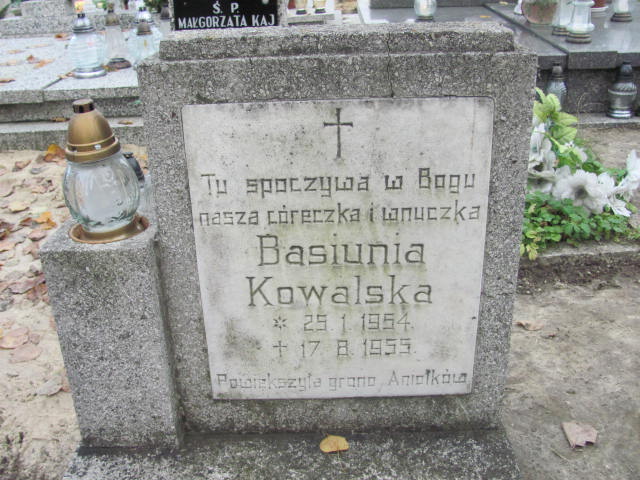 Ś. P.
MAŁGORZATA KAJ
Tu spoczywa w Bogu
nasza córeczka i wnuczka
Basiunia
Kowalska
* 25. 1. 1954.
† 17. 8. 1955.
Powiększyła grono Aniołków